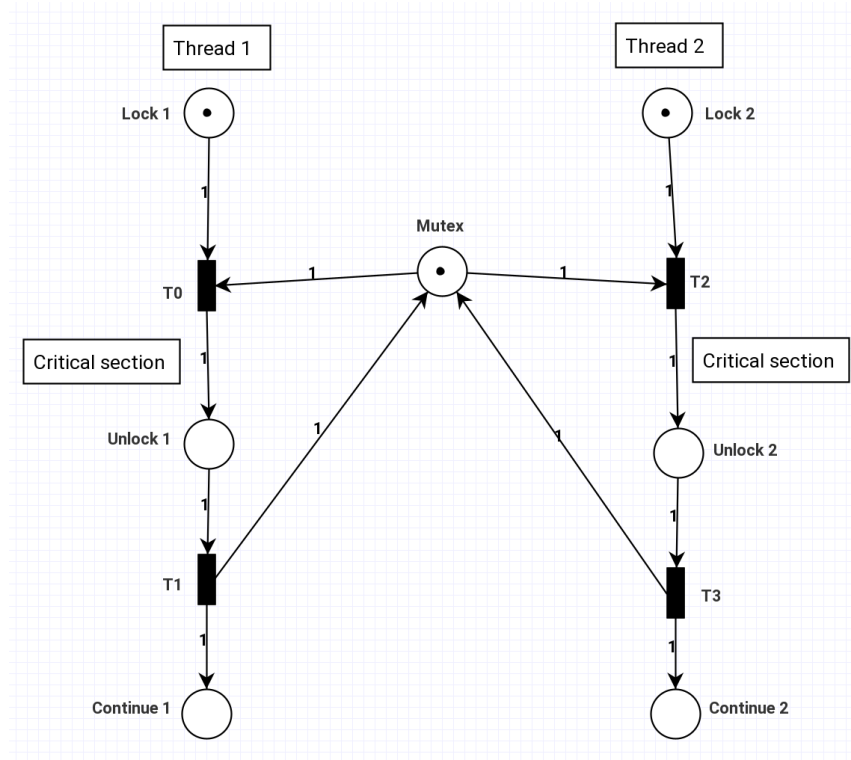 Thread 1
Thread 2
Lock 1
Lock 2
1
1
Mutex
1
1
T0
T2
Critical section
Critical section
1
1
Unlock 1
Unlock 2
1
1
1
1
T1
T3
1
1
Continue 1
Continue 2